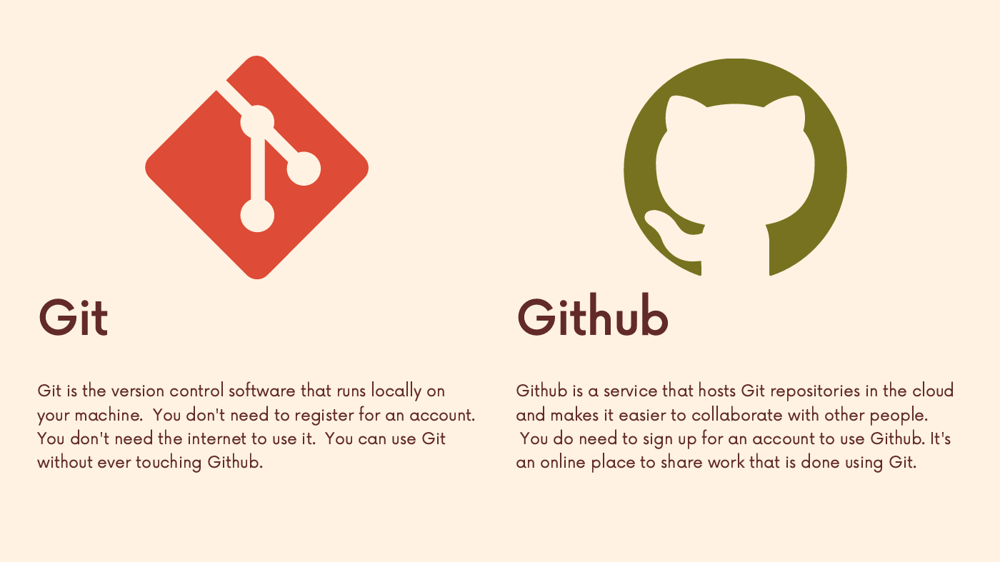 Git
Git is the version control software that runs locally on
your machine.  You don't need to register for an account.
You don't need the internet to use it.  You can use Git
without ever touching Github.
Github
Github is a service that hosts Git repositories in the cloud
and makes it easier to collaborate with other people.
You do need to sign up for an account to use Github. It's
an online place to share work that is done using Git.